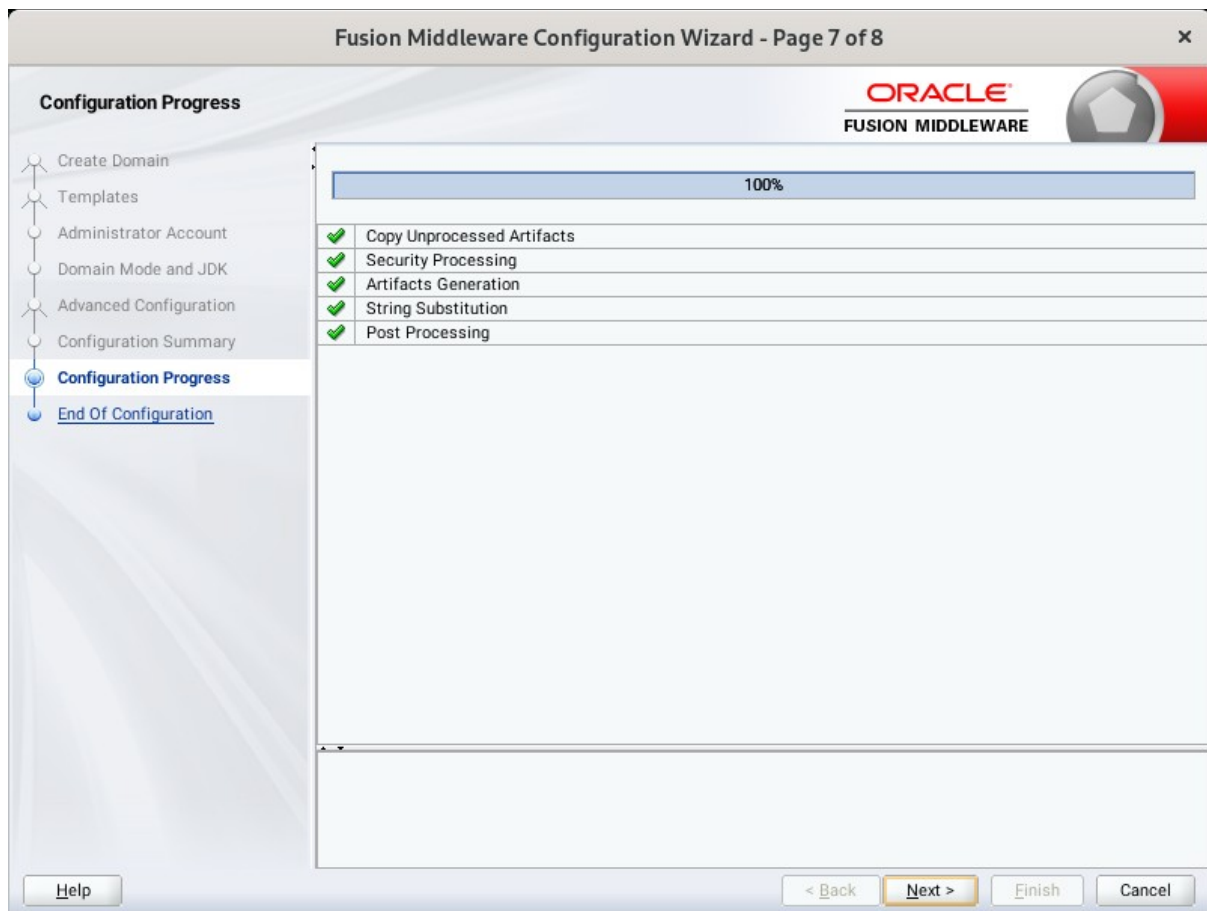 Fusion Middleware Configuration Wizard - Page 7 of 8
×
Configuration Progress
ORACLE
FUSION MIDDLEWARE
Create Domain
Templates
Administrator Account
Domain Mode and JDK
Advanced Configuration
Configuration Summary
Configuration Progress
End Of Configuration
100%
Copy Unprocessed Artifacts
Security Processing
Artifacts Generation
String Substitution
Post Processing
Help
< Back
Next >
Finish
Cancel